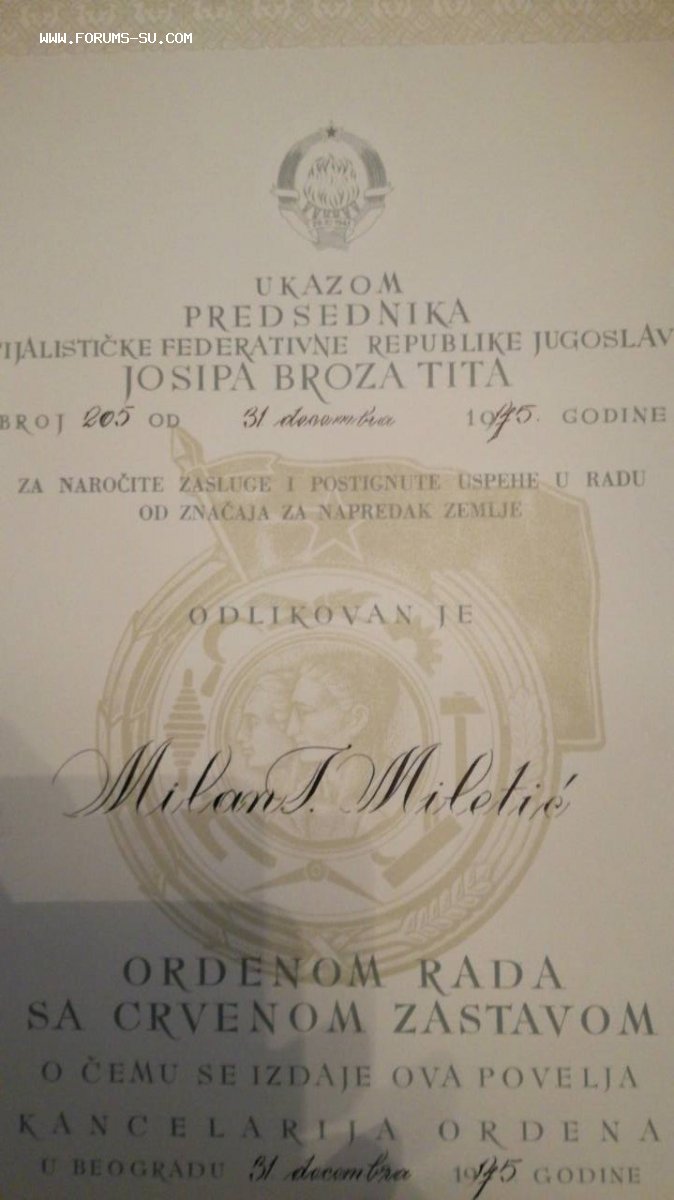 WWW.FORUMS-SU.COM
UKAZOM
PREDSEDNIKA
CIJALISTIČKE FEDERATIVNE REPUBLIKE JUGOSLAV
JOSIPA BROZA TITA
BROJ 205 OD 31 decembra 1975. GODINE
ZA NAROČITE ZASLUGE I POSTIGNUTE USPEHE U RADU
OD ZNAČAJA ZA NAPREDAK ZEMLJE
ODLIKOVAN JE
Milan T. Miletić
ORDENOM RADA
SA CRVENOM ZASTAVOM
O ČEMU SE IZDAJE OVA POVELJA
KANCELARIJA ORDENA
U BEOGRADU 31 decembra 1975 GODINE